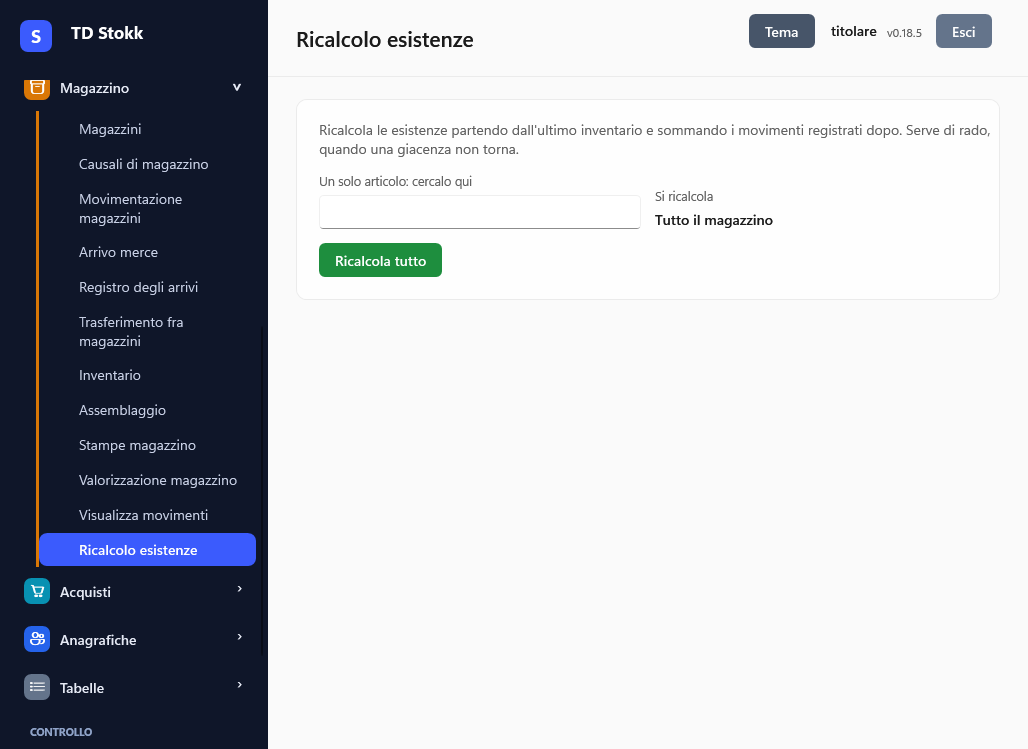 S
TD Stokk
Magazzino
Magazzini
Causali di magazzino
Movimentazione
magazzini
Arrivo merce
Registro degli arrivi
Trasferimento fra
magazzini
Inventario
Assemblaggio
Stampe magazzino
Valorizzazione magazzino
Visualizza movimenti
Ricalcolo esistenze
Acquisti
Anagrafiche
Tabelle
CONTROLLO
Ricalcolo esistenze
Tema
titolare
v0.18.5
Esci
Ricalcola le esistenze partendo dall'ultimo inventario e sommando i movimenti registrati dopo. Serve di rado,
quando una giacenza non torna.
Un solo articolo: cercalo qui
Si ricalcola
Tutto il magazzino
Ricalcola tutto